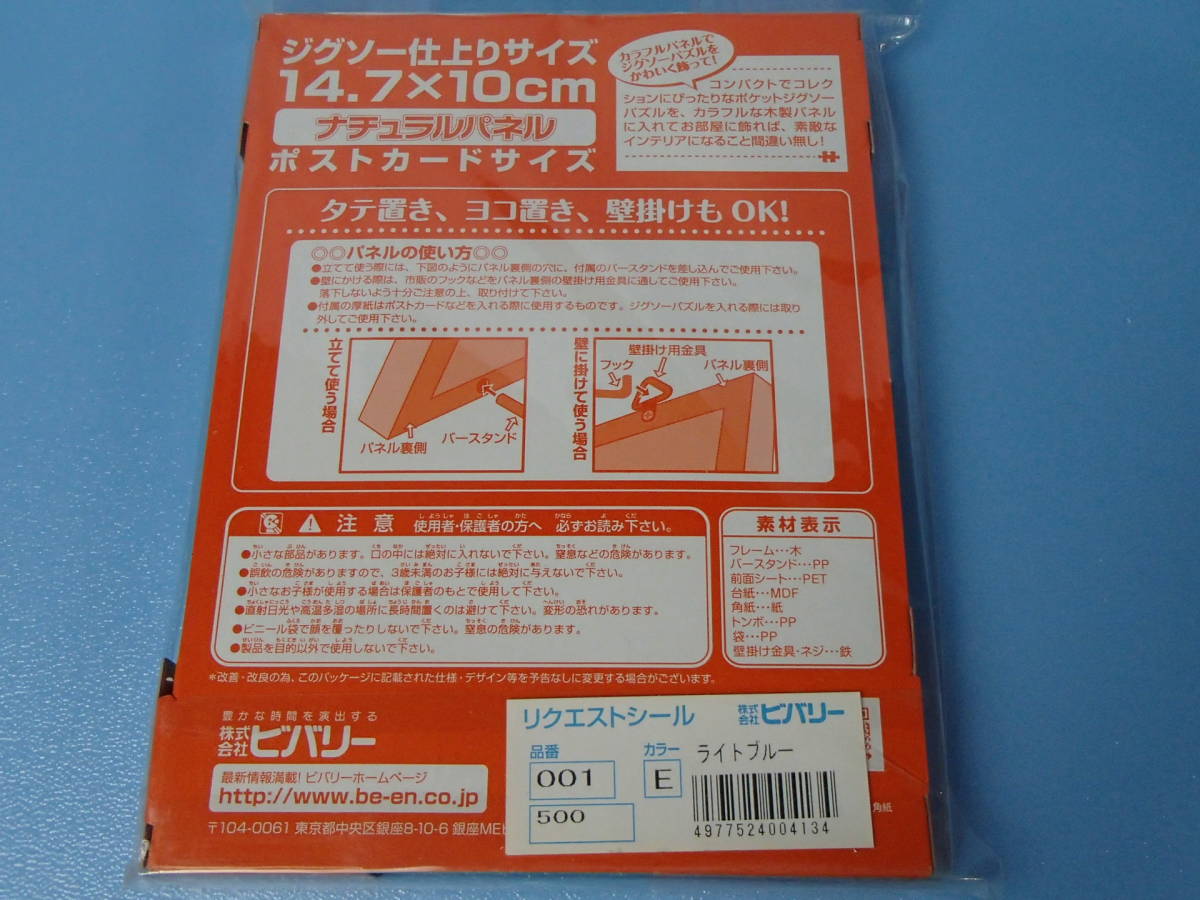 ジグソー仕上りサイズ
14.7×10cm
ナチュラルパネル
ポストカードサイズ
カラフルパネルで
ジグソーパズルを
かわいく飾って!
コンパクトでコレク
ションにぴったりなポケットジグソー
パズルを、カラフルな木製パネル
に入れてお部屋に飾れば、素敵な
インテリアになること間違い無し!
タテ置き、ヨコ置き、壁掛けもOK!
◎◎パネルの使い方◎◎
●立てて使う際には、下図のようにパネル裏側の穴に、付属のバースタンドを差し込んでご使用下さい。
●壁にかける際は、市販のフックなどをパネル裏側の壁掛け用金具に通してご使用下さい。
落下しないよう十分ご注意の上、取り付けて下さい。
●付属の厚紙はポストカードなどを入れる際に使用するものです。ジグソーパズルを入れる際には取り
外してご使用下さい。
立てて使う場合
パネル裏側
バースタンド
壁に掛けて使う場合
壁掛け用金具
フック
パネル裏側
注意 使用者・保護者の方へ 必ずお読み下さい。
●小さな部品があります。口の中には絶対に入れないで下さい。窒息などの危険があります。
●誤飲の危険がありますので、3歳未満のお子様には絶対に与えないで下さい。
●小さなお子様が使用する場合は保護者のもとで使用して下さい。
●直射日光や高温多湿の場所に長時間置くのは避けて下さい。変形の恐れがあります。
●ビニール袋で顔を覆ったりしないで下さい。窒息の危険があります。
●製品を目的以外で使用しないで下さい。
素材表示
フレーム…木
バースタンド…PP
前面シート…PET
台紙…MDF
角紙…紙
トンボ…PP
袋…PP
壁掛け金具・ネジ…鉄
*改善・改良の為、このパッケージに記載された仕様・デザイン等を予告なしに変更する場合がございます。
豊かな時間を演出する
株式会社ビバリー
最新情報満載! ビバリーホームページ
http://www.be-en.co.jp
〒104-0061 東京都中央区銀座8-10-6 銀座ME
リクエストシール
株式会社ビバリー
品番
001
カラー
E
ライトブルー
500
4977524004134
角紙